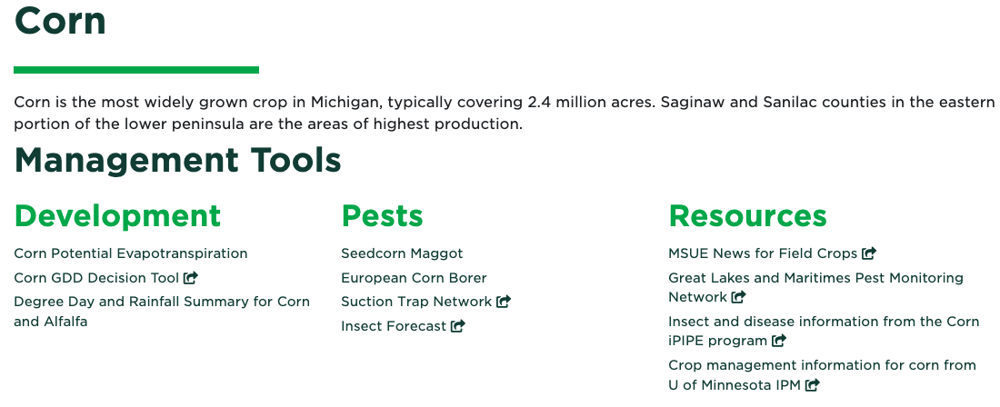 Corn
Corn is the most widely grown crop in Michigan, typically covering 2.4 million acres. Saginaw and Sanilac counties in the eastern
portion of the lower peninsula are the areas of highest production.
Management Tools
Development
Corn Potential Evapotranspiration
Corn GDD Decision Tool
Degree Day and Rainfall Summary for Corn
and Alfalfa
Pests
Seedcorn Maggot
European Corn Borer
Suction Trap Network
Insect Forecast
Resources
MSUE News for Field Crops
Great Lakes and Maritimes Pest Monitoring
Network
Insect and disease information from the Corn
iPIPE program
Crop management information for corn from
U of Minnesota IPM